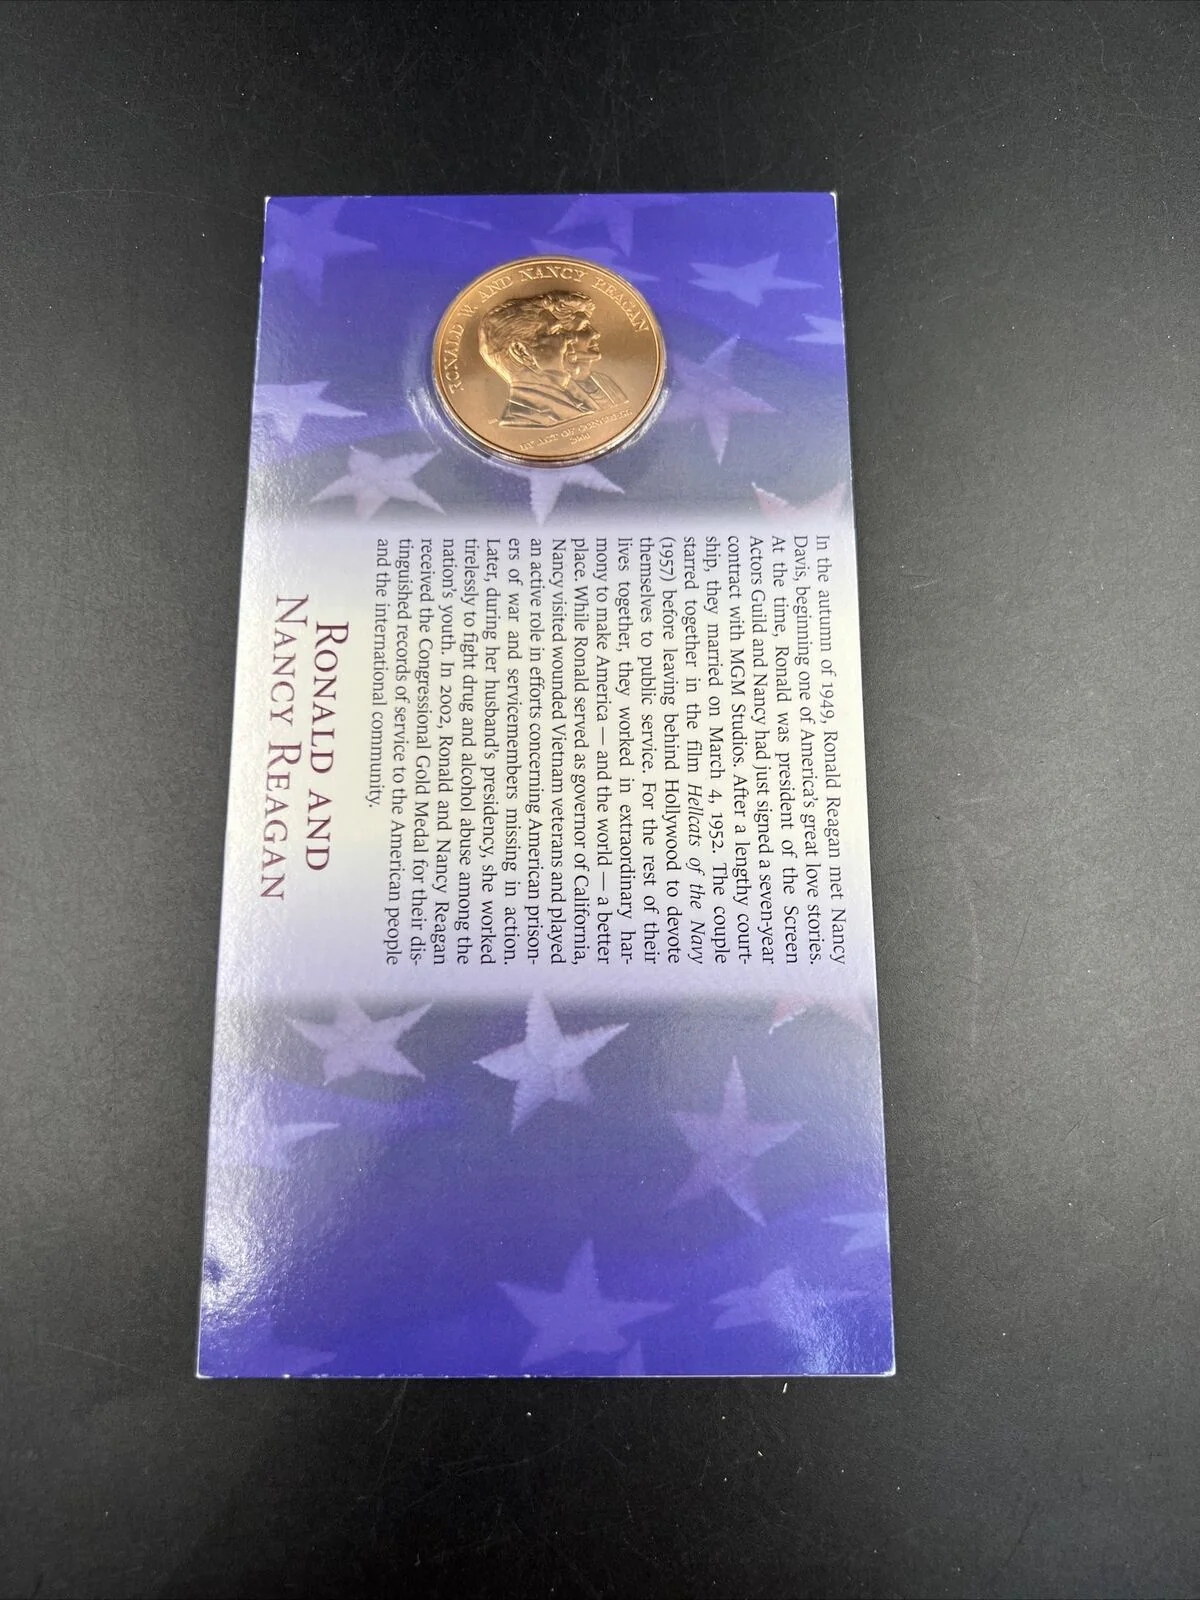 RONALD W. AND NANCY REAGAN
BY ACT OF CONGRESS
In the autumn of 1949, Ronald Reagan met Nancy
Davis, beginning one of America's great love stories.
At the time, Ronald was president of the Screen
Actors Guild and Nancy had just signed a seven-year
contract with MGM Studios. After a lengthy court-
ship, they married on March 4, 1952. The couple
starred together in the film Hellcats of the Navy
(1957) before leaving behind Hollywood to devote
themselves to public service. For the rest of their
lives together, they worked in extraordinary har-
mony to make America — and the world — a better
place. While Ronald served as governor of California,
Nancy visited wounded Vietnam veterans and played
an active role in efforts concerning American prison-
ers of war and servicemembers missing in action.
Later, during her husband's presidency, she worked
tirelessly to fight drug and alcohol abuse among the
nation's youth. In 2002, Ronald and Nancy Reagan
received the Congressional Gold Medal for their dis-
tinguished records of service to the American people
and the international community.
RONALD AND
NANCY REAGAN